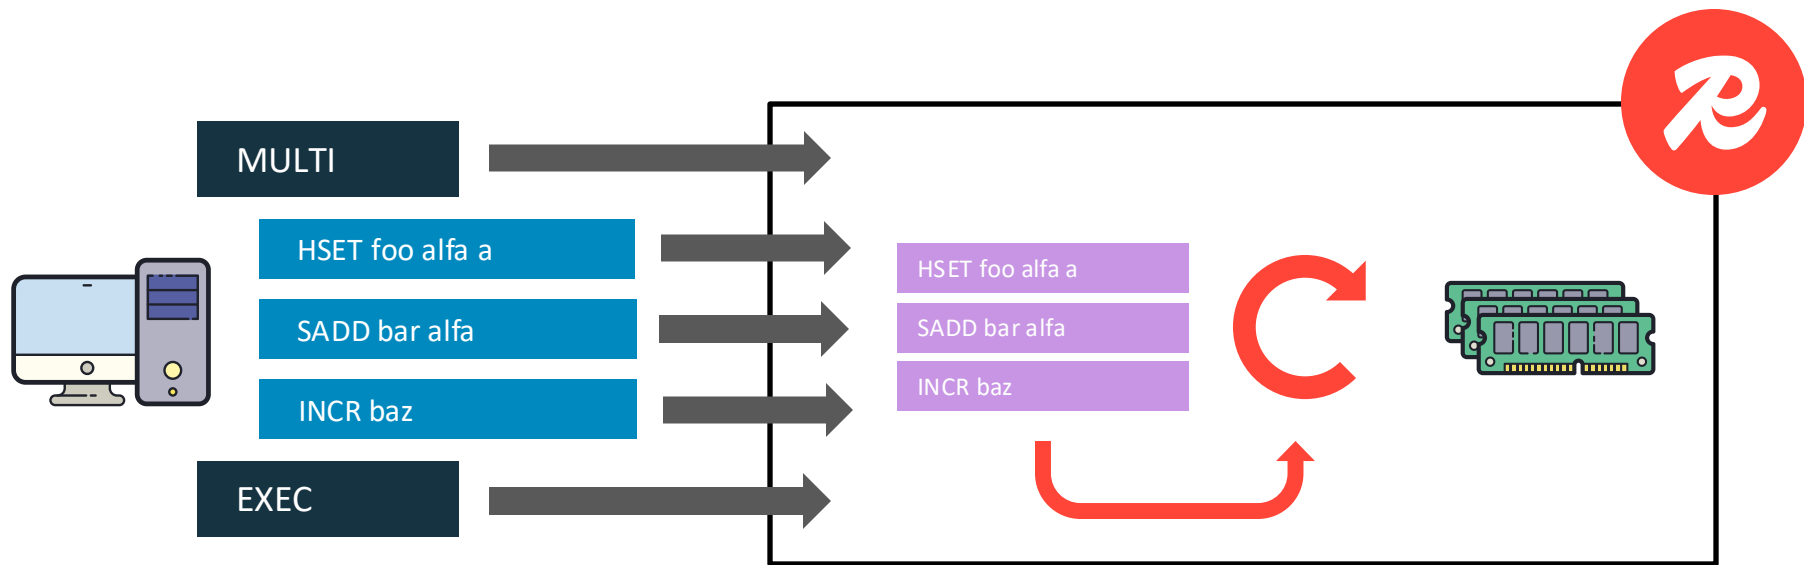 MULTI
HSET foo alfa a
SADD bar alfa
INCR baz
EXEC
HSET foo alfa a
SADD bar alfa
INCR baz